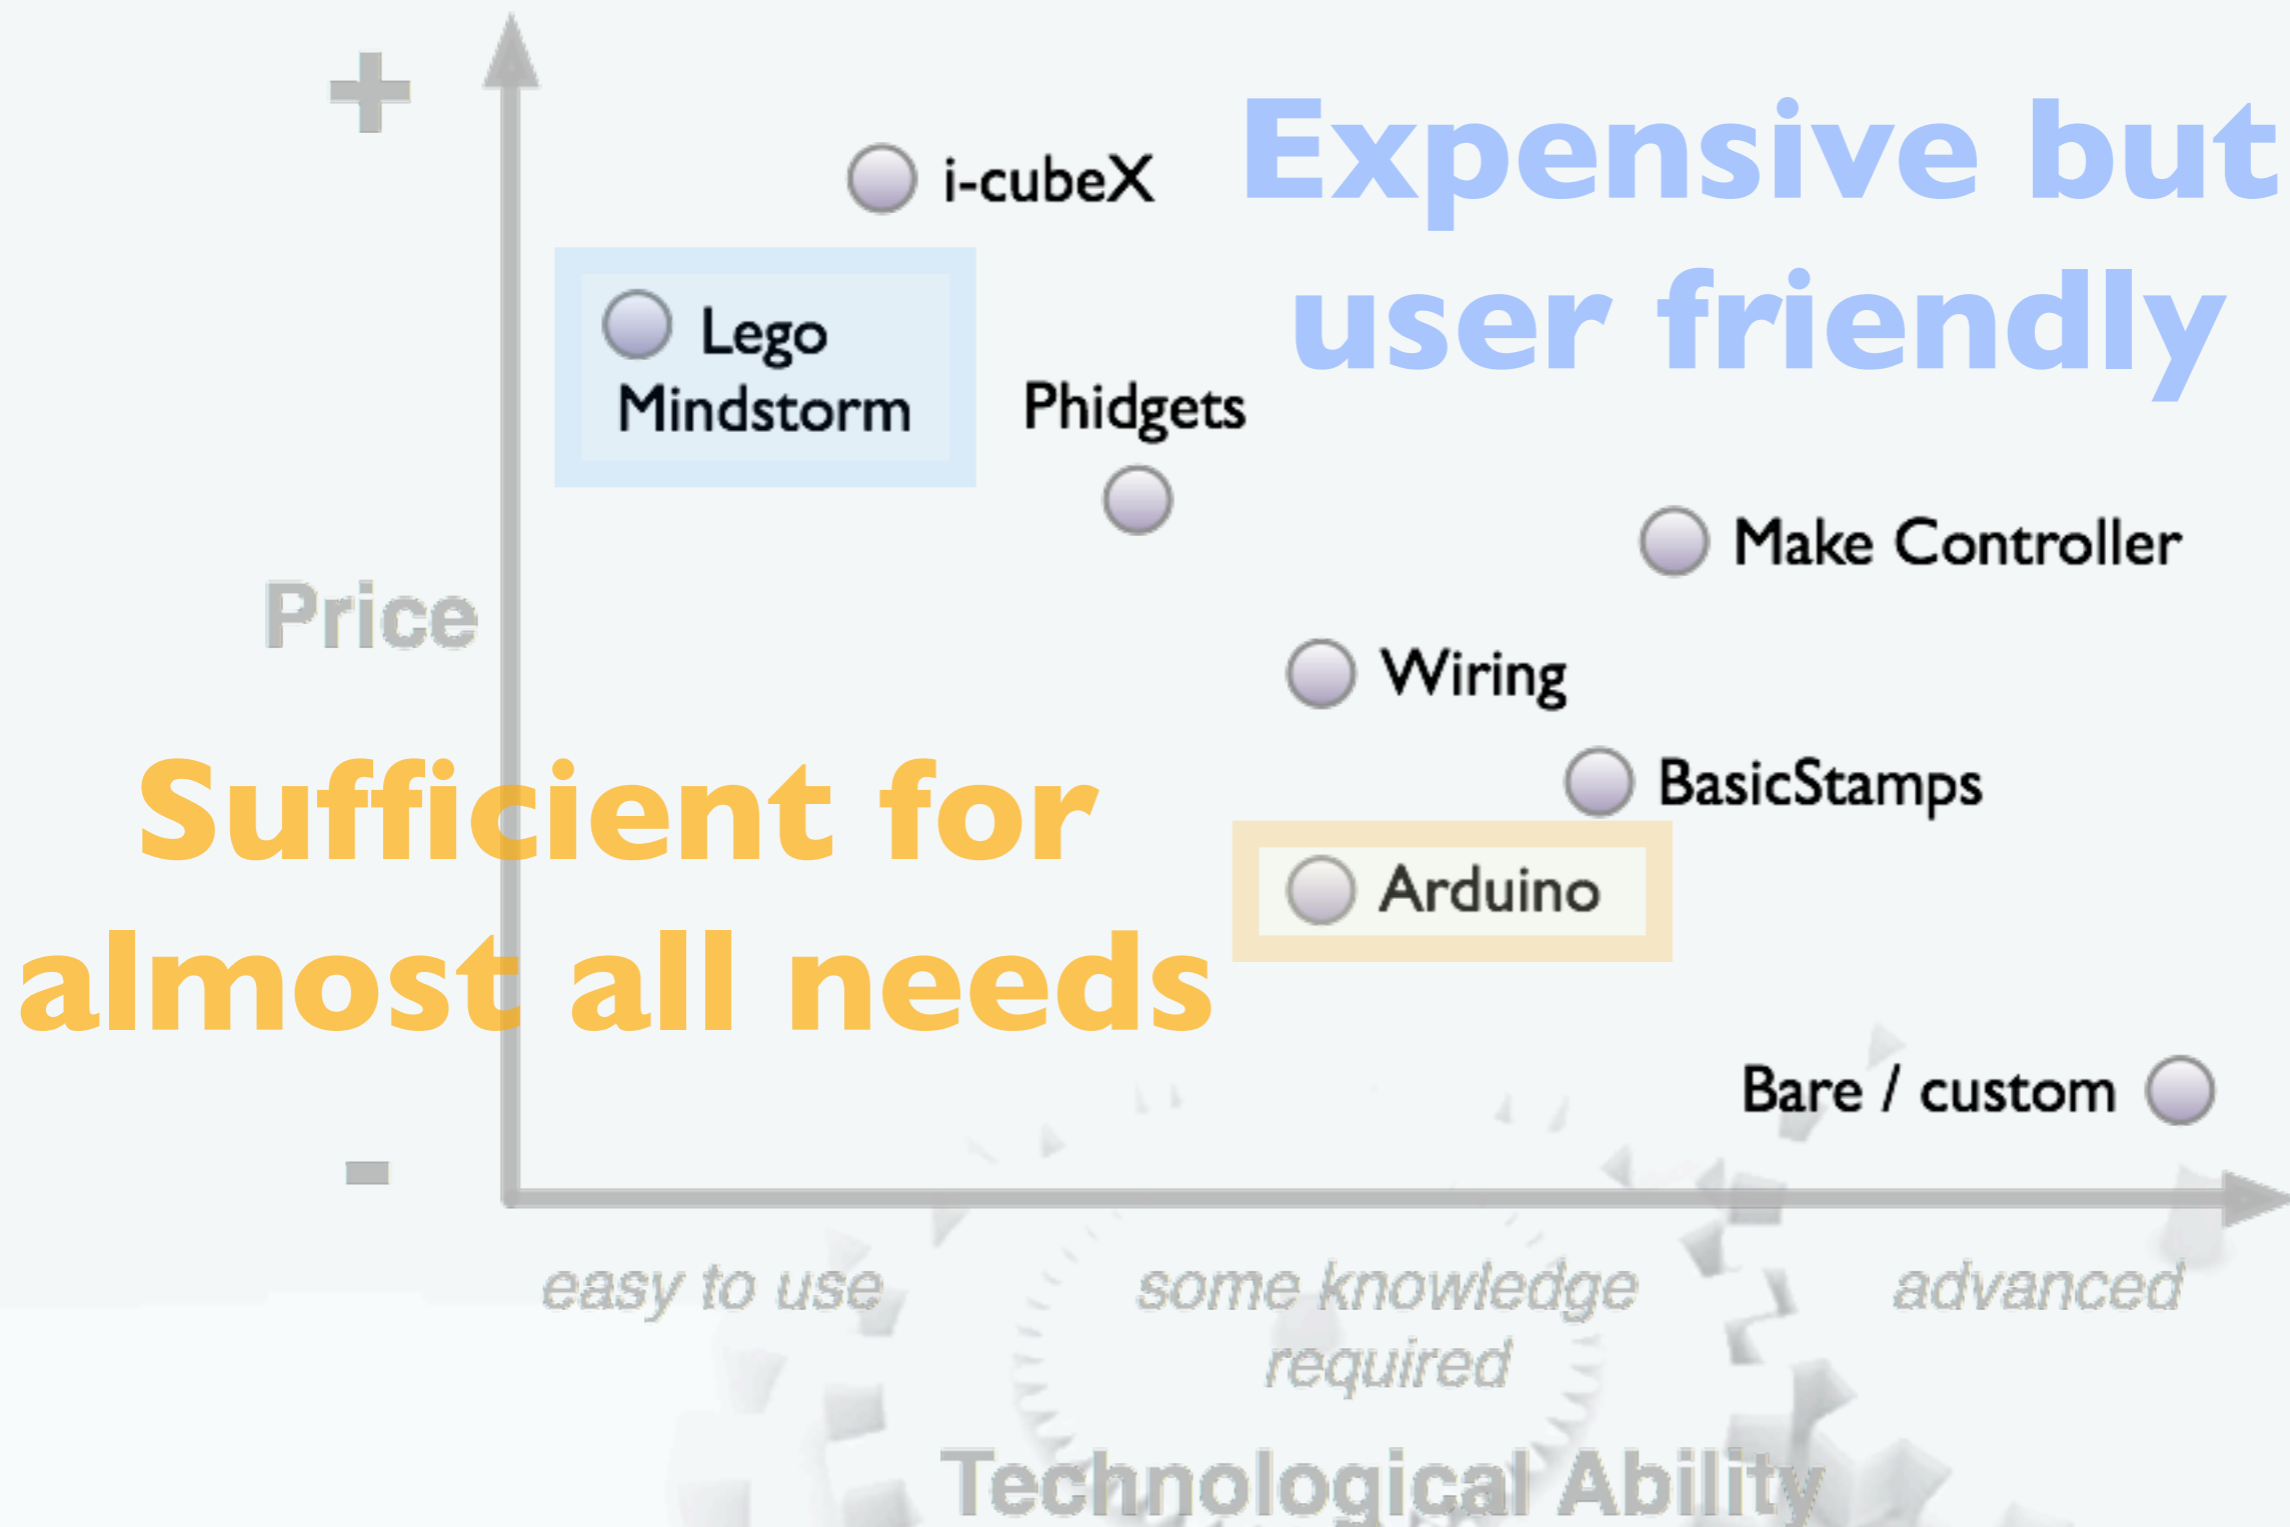 +
i-cubeX
Expensive but
user friendly
Lego
Mindstorm
Phidgets
Make Controller
Price
Wiring
BasicStamps
Sufficient for
almost all needs
Arduino
Bare / custom
-
easy to use
some knowledge
required
advanced
Technological Ability